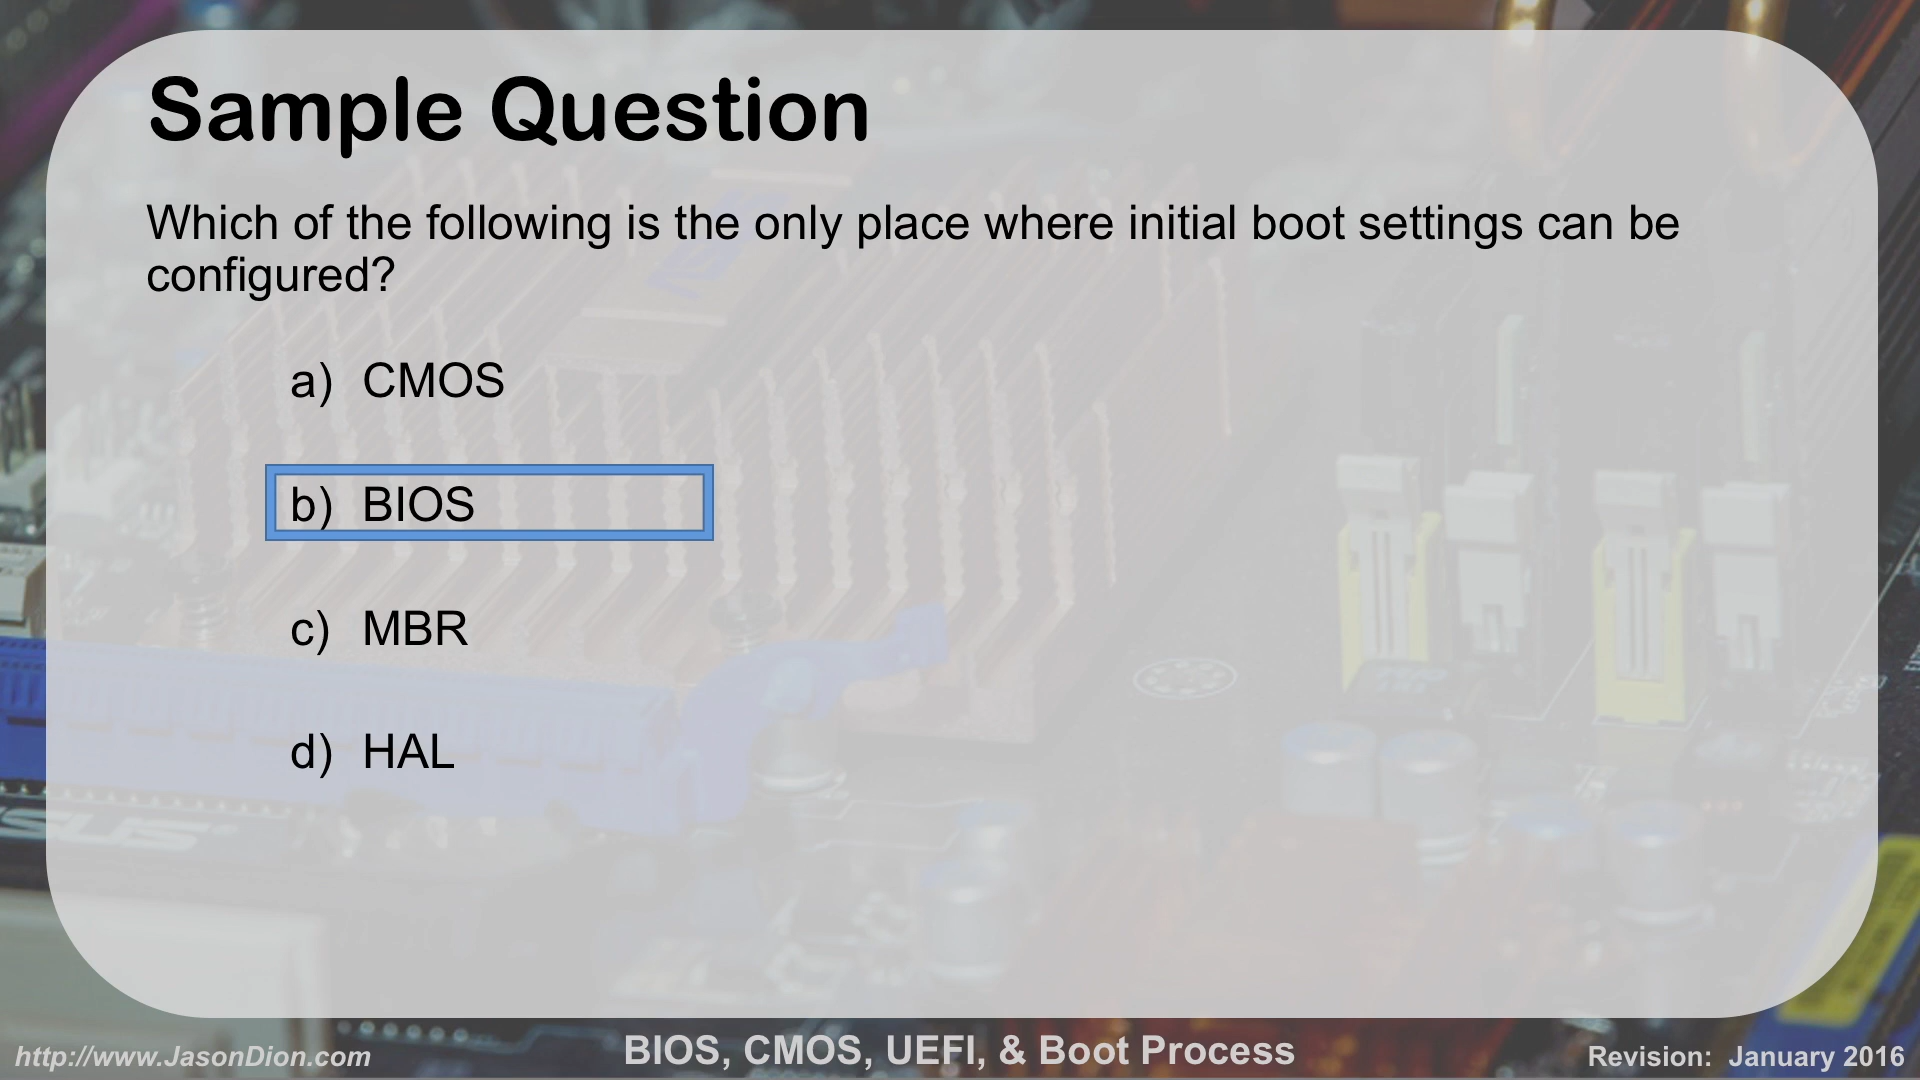 Sample Question
Which of the following is the only place where initial boot settings can be
configured?
a) CMOS
b) BIOS
c) MBR
d) HAL
http://www.JasonDion.com
BIOS, CMOS, UEFI, & Boot Process
Revision: January 2016